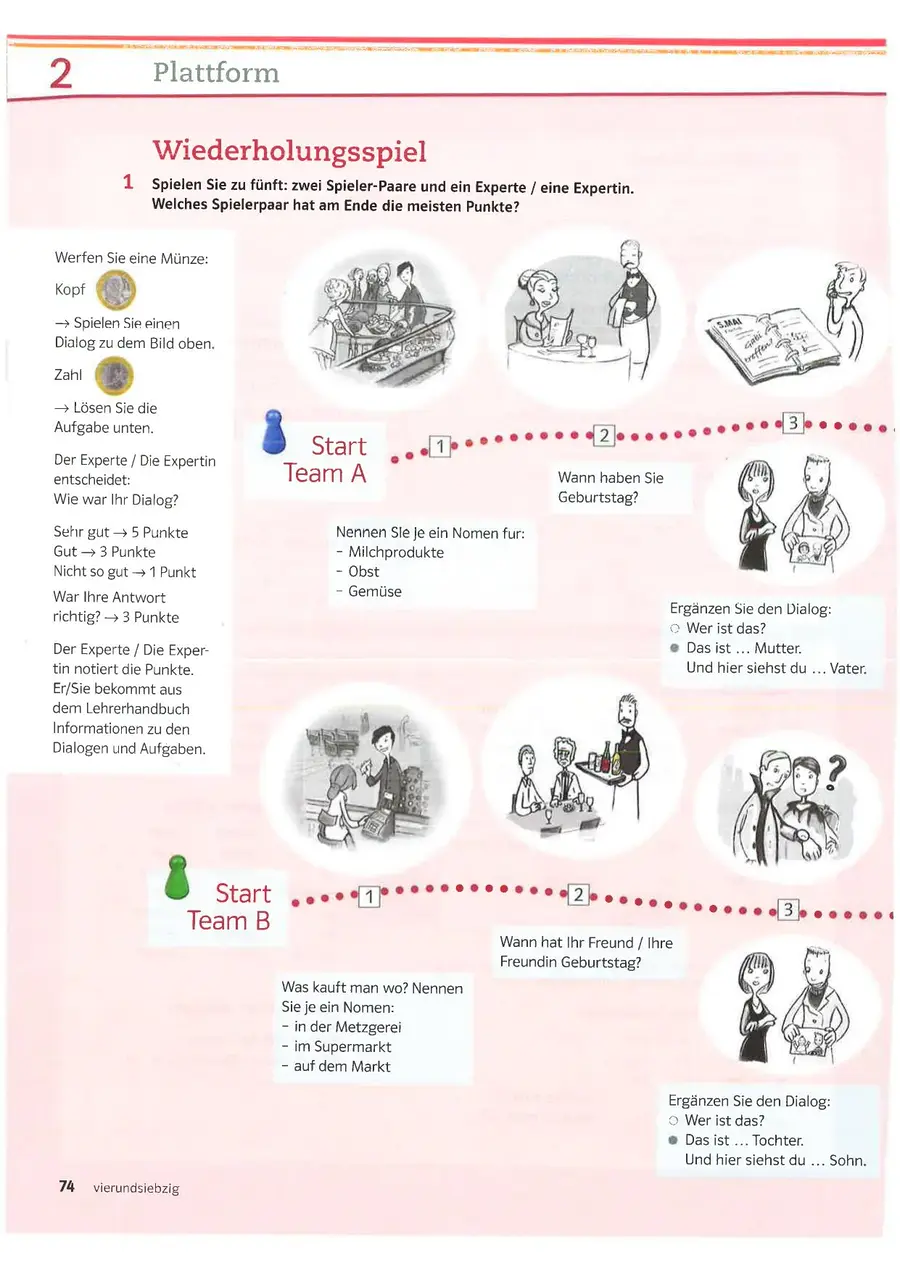 2 Plattform
Wiederholungsspiel
1 Spielen Sie zu fünft: zwei Spieler-Paare und ein Experte / eine Expertin.
Welches Spielerpaar hat am Ende die meisten Punkte?
Werfen Sie eine Münze:
Kopf
→ Spielen Sie einen
Dialog zu dem Bild oben.
Zahl
→ Lösen Sie die
Aufgabe unten.
Der Experte / Die Expertin
entscheidet:
Wie war Ihr Dialog?
Sehr gut → 5 Punkte
Gut → 3 Punkte
Nicht so gut → 1 Punkt
War Ihre Antwort
richtig? → 3 Punkte
Der Experte / Die Exper-
tin notiert die Punkte.
Er/Sie bekommt aus
dem Lehrerhandbuch
Informationen zu den
Dialogen und Aufgaben.
5.MAI
Gabi
treffen!
Start
Team A
1
2
3
Nennen Sie je ein Nomen für:
- Milchprodukte
- Obst
- Gemüse
Wann haben Sie
Geburtstag?
Ergänzen Sie den Dialog:
○ Wer ist das?
● Das ist ... Mutter.
Und hier siehst du ... Vater.
?
Start
Team B
1
2
3
Was kauft man wo? Nennen
Sie je ein Nomen:
- in der Metzgerei
- im Supermarkt
- auf dem Markt
Wann hat Ihr Freund / Ihre
Freundin Geburtstag?
Ergänzen Sie den Dialog:
○ Wer ist das?
● Das ist ... Tochter.
Und hier siehst du ... Sohn.
74 vierundsiebzig